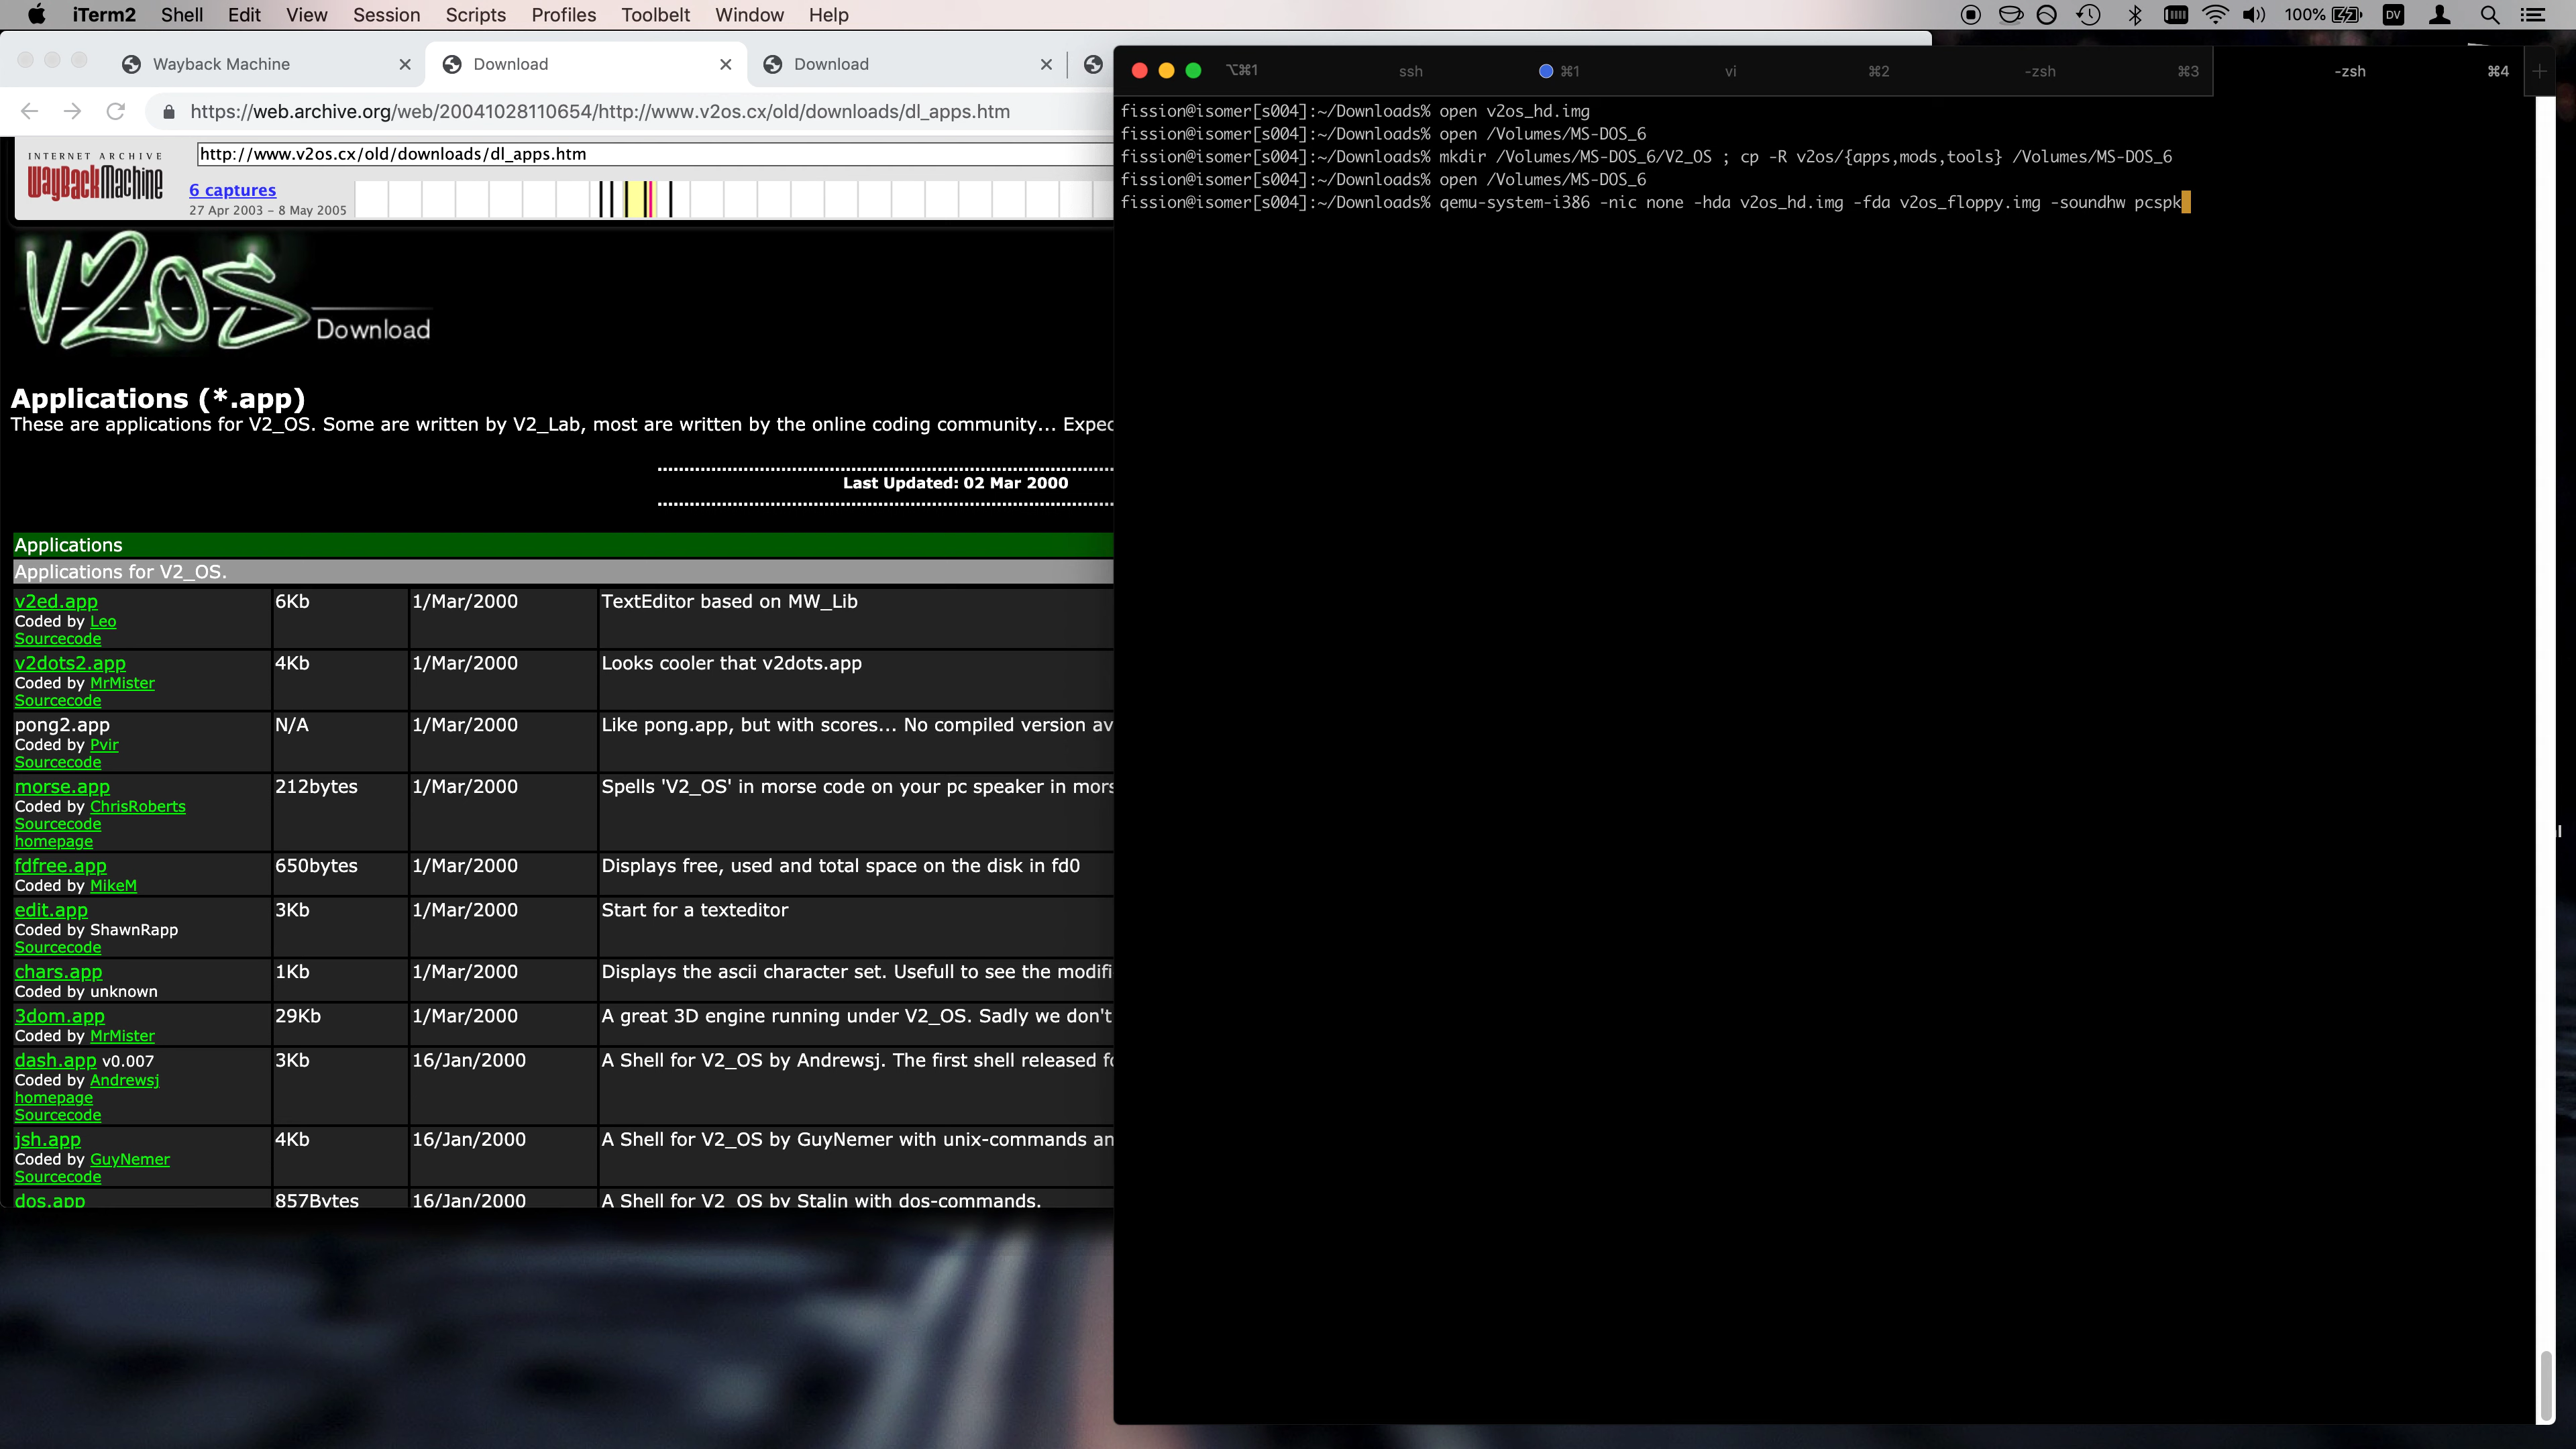 iTerm2 Shell Edit View Session Scripts Profiles Toolbelt Window Help 100% DV
Wayback Machine
Download
Download
https://web.archive.org/web/20041028110654/http://www.v2os.cx/old/downloads/dl_apps.htm
INTERNET ARCHIVE
WayBackMachine
http://www.v2os.cx/old/downloads/dl_apps.htm
6 captures
27 Apr 2003 – 8 May 2005
V2OS
Download
Applications (*.app)
These are applications for V2_OS. Some are written by V2_Lab, most are written by the online coding community... Expec
Last Updated: 02 Mar 2000
Applications
Applications for V2_OS.
v2ed.app 6Kb 1/Mar/2000 TextEditor based on MW_Lib
Coded by Leo
Sourcecode
v2dots2.app 4Kb 1/Mar/2000 Looks cooler that v2dots.app
Coded by MrMister
Sourcecode
pong2.app N/A 1/Mar/2000 Like pong.app, but with scores... No compiled version av
Coded by Pvir
Sourcecode
morse.app 212bytes 1/Mar/2000 Spells 'V2_OS' in morse code on your pc speaker in mors
Coded by ChrisRoberts
Sourcecode
homepage
fdfree.app 650bytes 1/Mar/2000 Displays free, used and total space on the disk in fd0
Coded by MikeM
edit.app 3Kb 1/Mar/2000 Start for a texteditor
Coded by ShawnRapp
Sourcecode
chars.app 1Kb 1/Mar/2000 Displays the ascii character set. Usefull to see the modifi
Coded by unknown
3dom.app 29Kb 1/Mar/2000 A great 3D engine running under V2_OS. Sadly we don't
Coded by MrMister
dash.app v0.007 3Kb 16/Jan/2000 A Shell for V2_OS by Andrewsj. The first shell released fo
Coded by Andrewsj
homepage
Sourcecode
jsh.app 4Kb 16/Jan/2000 A Shell for V2_OS by GuyNemer with unix-commands an
Coded by GuyNemer
Sourcecode
dos.app 857Bytes 16/Jan/2000 A Shell for V2_OS by Stalin with dos-commands.
⌥⌘1 ssh ⌘1 vi ⌘2 -zsh ⌘3 -zsh ⌘4
fission@isomer[s004]:~/Downloads% open v2os_hd.img
fission@isomer[s004]:~/Downloads% open /Volumes/MS-DOS_6
fission@isomer[s004]:~/Downloads% mkdir /Volumes/MS-DOS_6/V2_OS ; cp -R v2os/{apps,mods,tools} /Volumes/MS-DOS_6
fission@isomer[s004]:~/Downloads% open /Volumes/MS-DOS_6
fission@isomer[s004]:~/Downloads% qemu-system-i386 -nic none -hda v2os_hd.img -fda v2os_floppy.img -soundhw pcspk